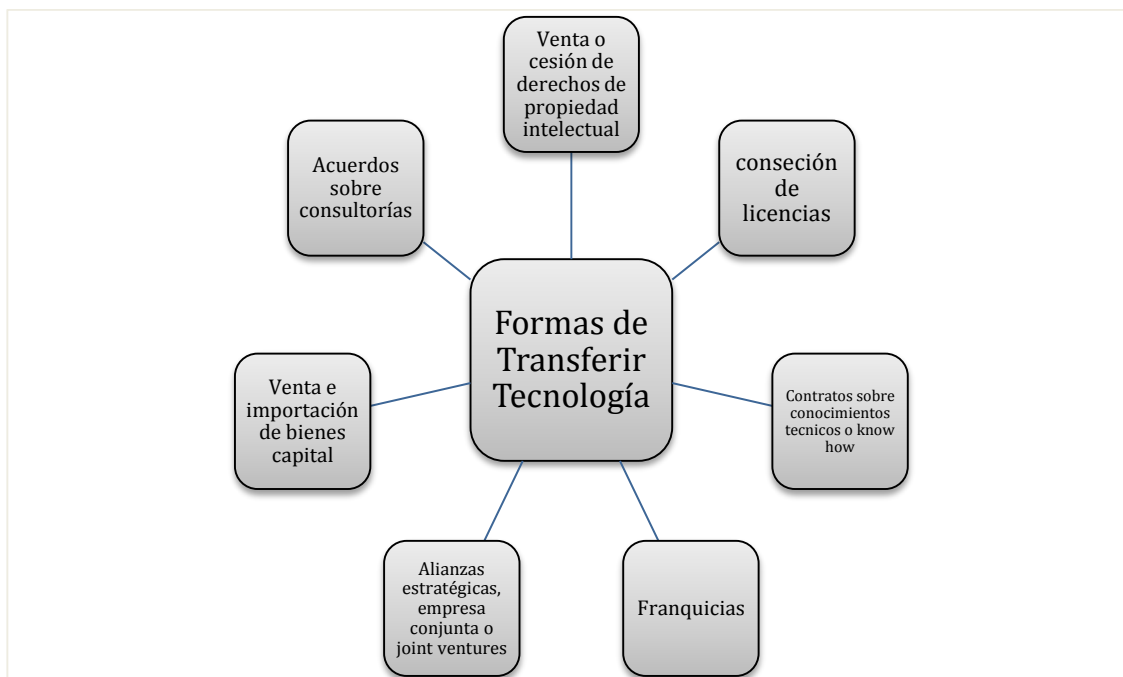 Venta o
cesión de
derechos de
propiedad
intelectual
conseción
de
licencias
Contratos sobre
conocimientos
tecnicos o know
how
Franquicias
Alianzas
estratégicas,
empresa
conjunta o
joint ventures
Venta e
importación
de bienes
capital
Acuerdos
sobre
consultorías
Formas de
Transferir
Tecnología